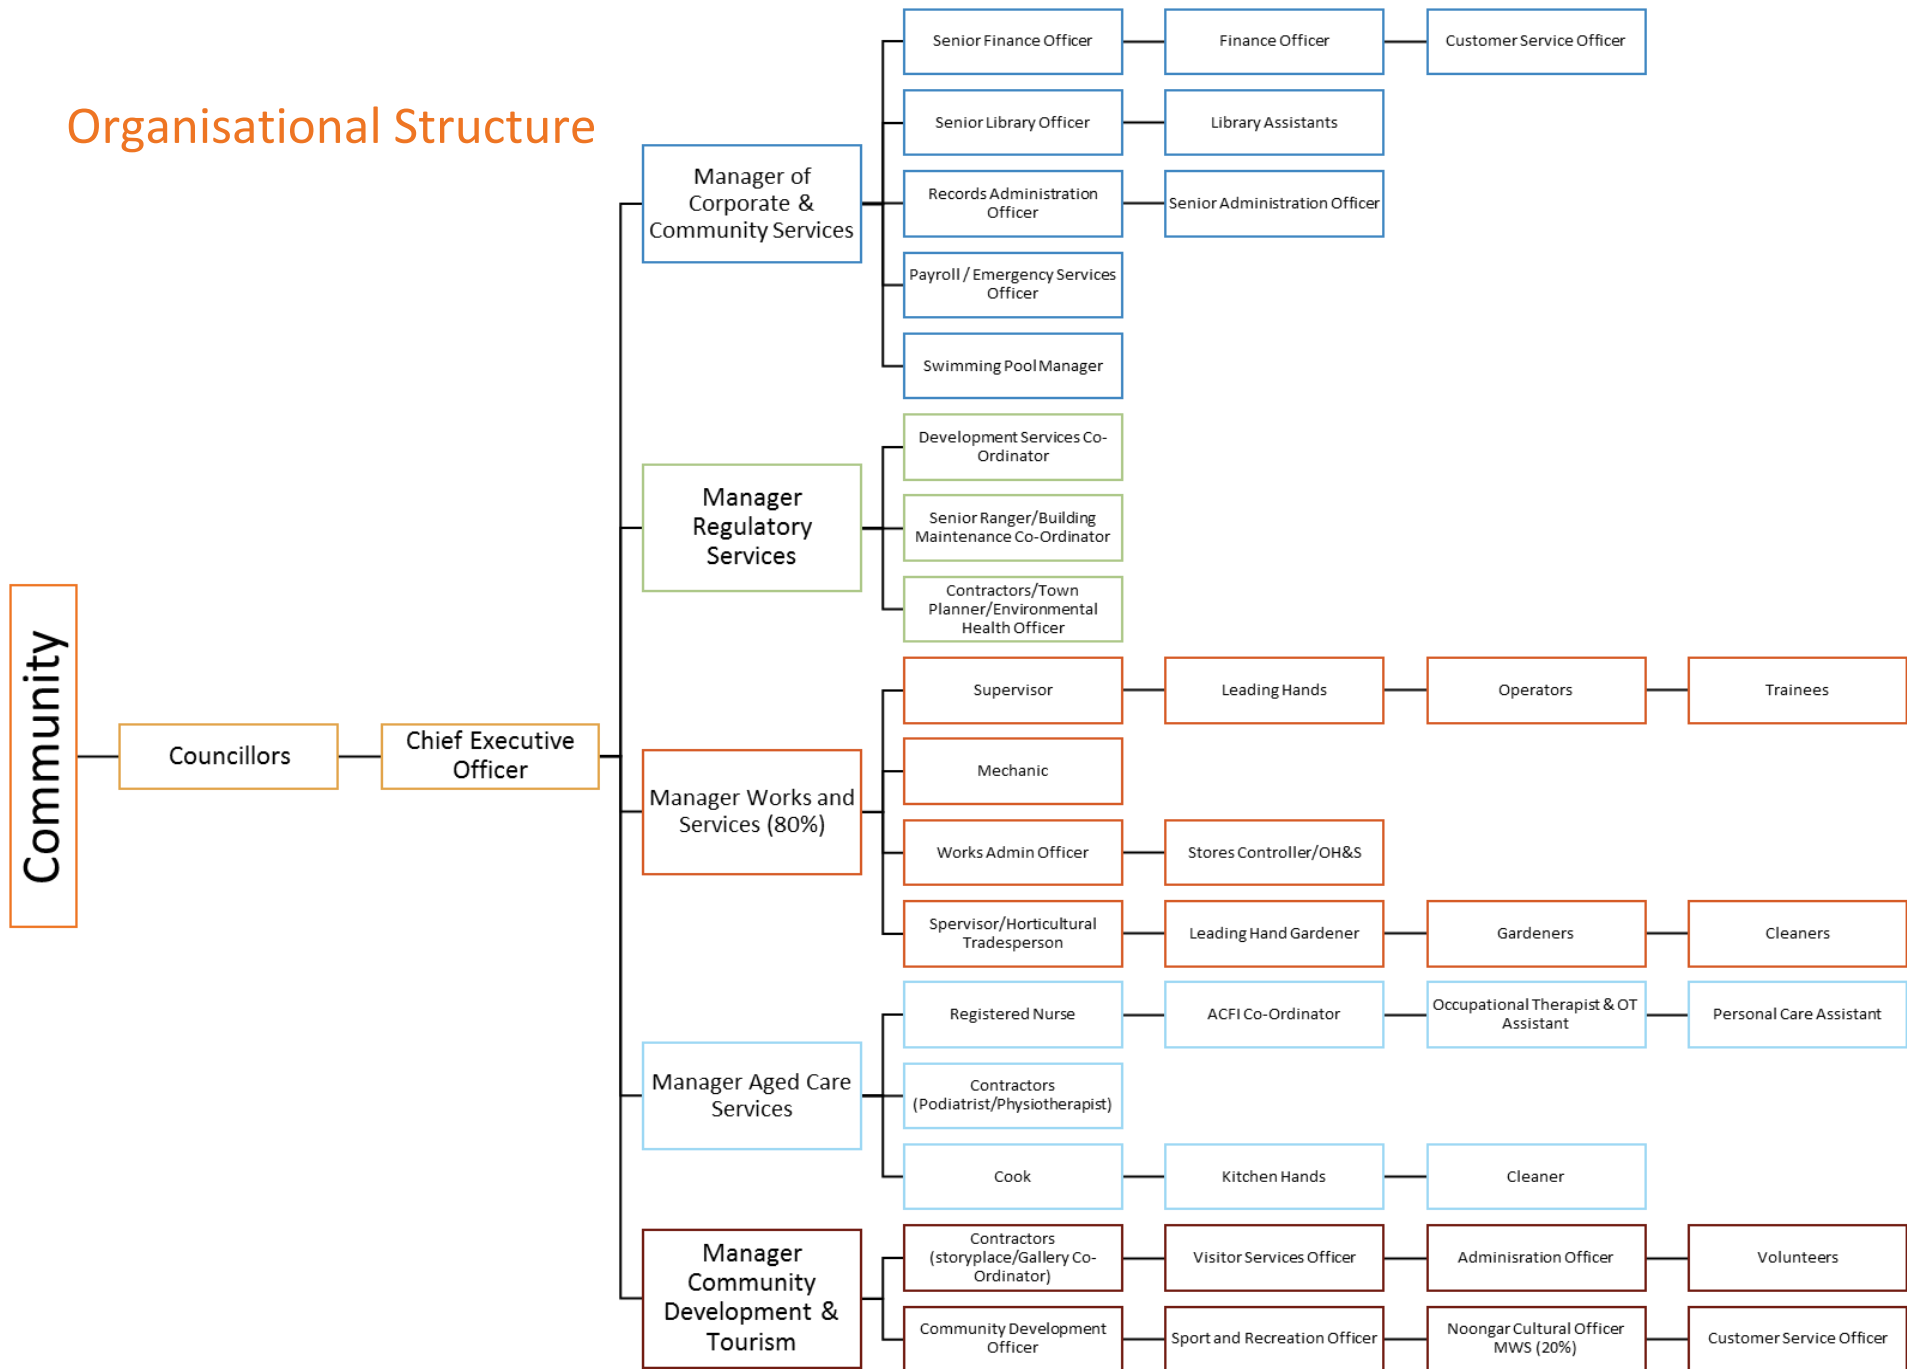 Organisational Structure
Community
Councillors
Chief Executive
Officer
Manager of
Corporate &
Community Services
Senior Finance Officer
Finance Officer
Customer Service Officer
Senior Library Officer
Library Assistants
Records Administration
Officer
Senior Administration Officer
Payroll / Emergency Services
Officer
Swimming Pool Manager
Manager
Regulatory
Services
Development Services Co-
Ordinator
Senior Ranger/Building
Maintenance Co-Ordinator
Contractors/Town
Planner/Environmental
Health Officer
Manager Works and
Services (80%)
Supervisor
Leading Hands
Operators
Trainees
Mechanic
Works Admin Officer
Stores Controller/OH&S
Spervisor/Horticultural
Tradesperson
Leading Hand Gardener
Gardeners
Cleaners
Manager Aged Care
Services
Registered Nurse
ACFI Co-Ordinator
Occupational Therapist & OT
Assistant
Personal Care Assistant
Contractors
(Podiatrist/Physiotherapist)
Cook
Kitchen Hands
Cleaner
Manager
Community
Development &
Tourism
Contractors
(storyplace/Gallery Co-
Ordinator)
Visitor Services Officer
Adminisration Officer
Volunteers
Community Development
Officer
Sport and Recreation Officer
Noongar Cultural Officer
MWS (20%)
Customer Service Officer